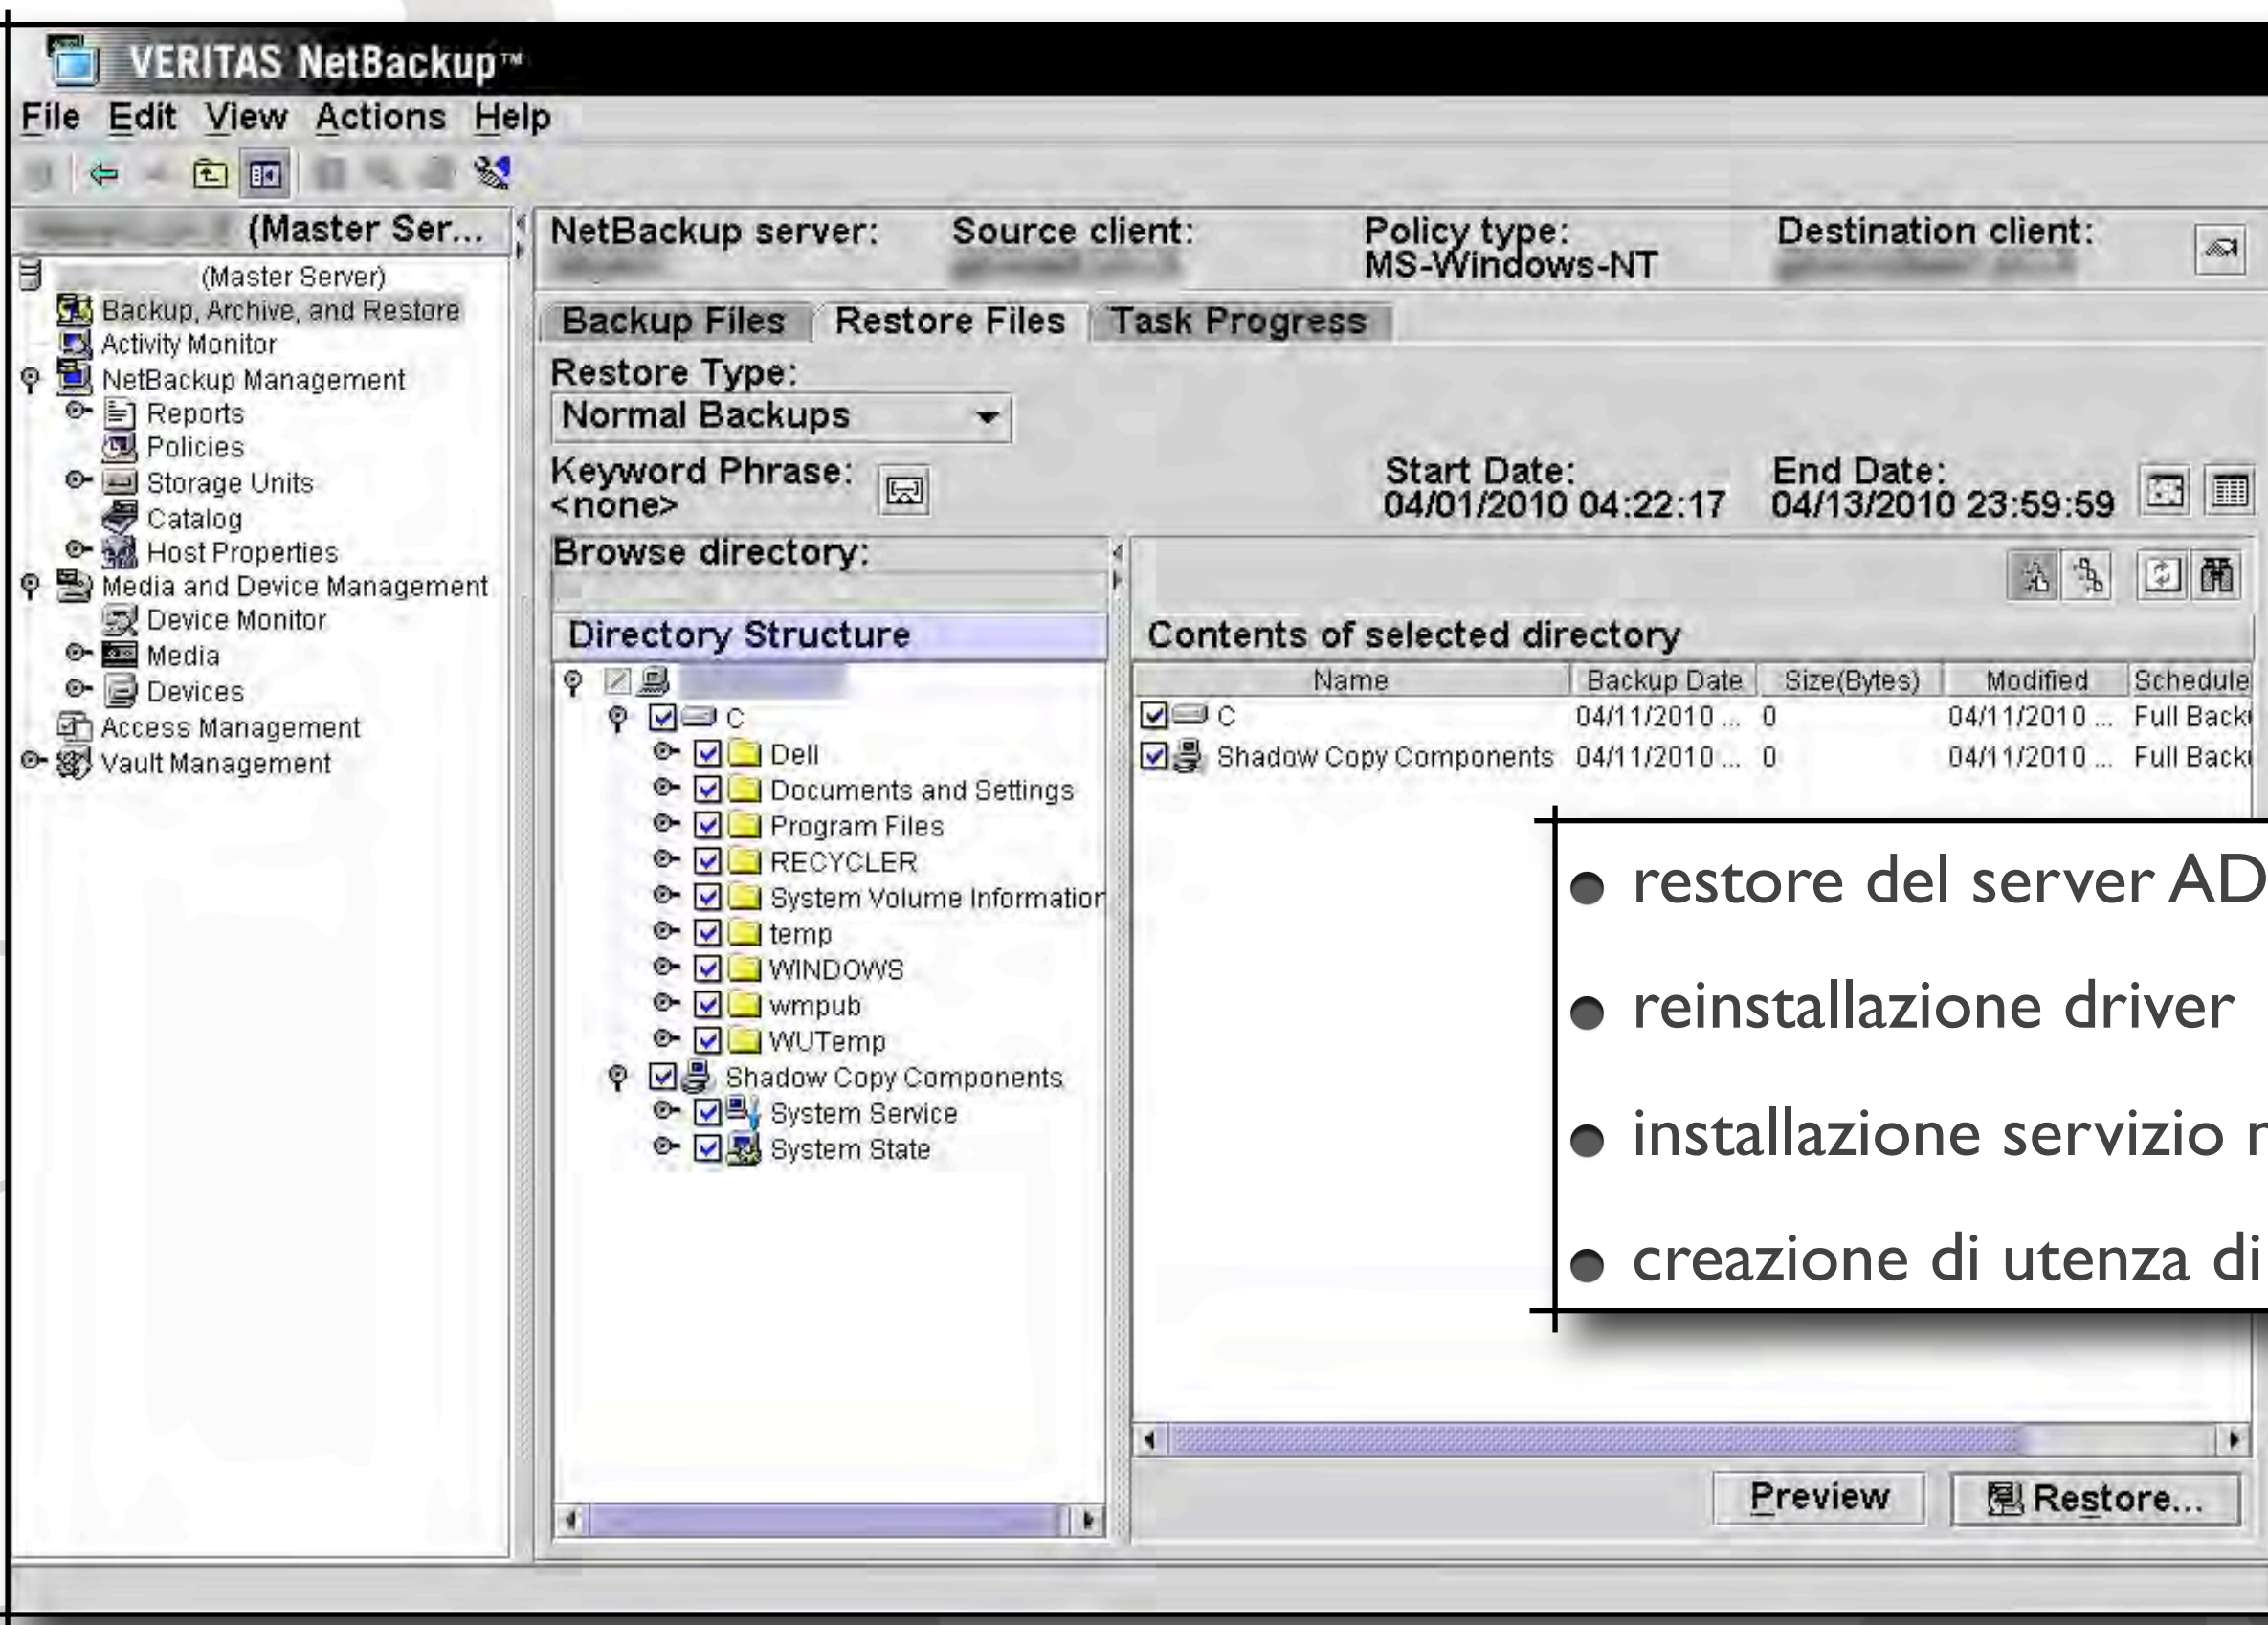 VERITAS NetBackup™
File Edit View Actions Help
(Master Ser...
(Master Server)
Backup, Archive, and Restore
Activity Monitor
NetBackup Management
Reports
Policies
Storage Units
Catalog
Host Properties
Media and Device Management
Device Monitor
Media
Devices
Access Management
Vault Management
NetBackup server: Source client: Policy type: Destination client:
MS-Windows-NT
Backup Files Restore Files Task Progress
Restore Type:
Normal Backups
Keyword Phrase: Start Date: End Date:
<none> 04/01/2010 04:22:17 04/13/2010 23:59:59
Browse directory:
Directory Structure
C
Dell
Documents and Settings
Program Files
RECYCLER
System Volume Information
temp
WINDOWS
wmpub
WUTemp
Shadow Copy Components
System Service
System State
Contents of selected directory
Name Backup Date Size(Bytes) Modified Schedule
C 04/11/2010 ... 0 04/11/2010 ... Full Back
Shadow Copy Components 04/11/2010 ... 0 04/11/2010 ... Full Back
• restore del server AD
• reinstallazione driver
• installazione servizio
• creazione di utenza di
Preview Restore...